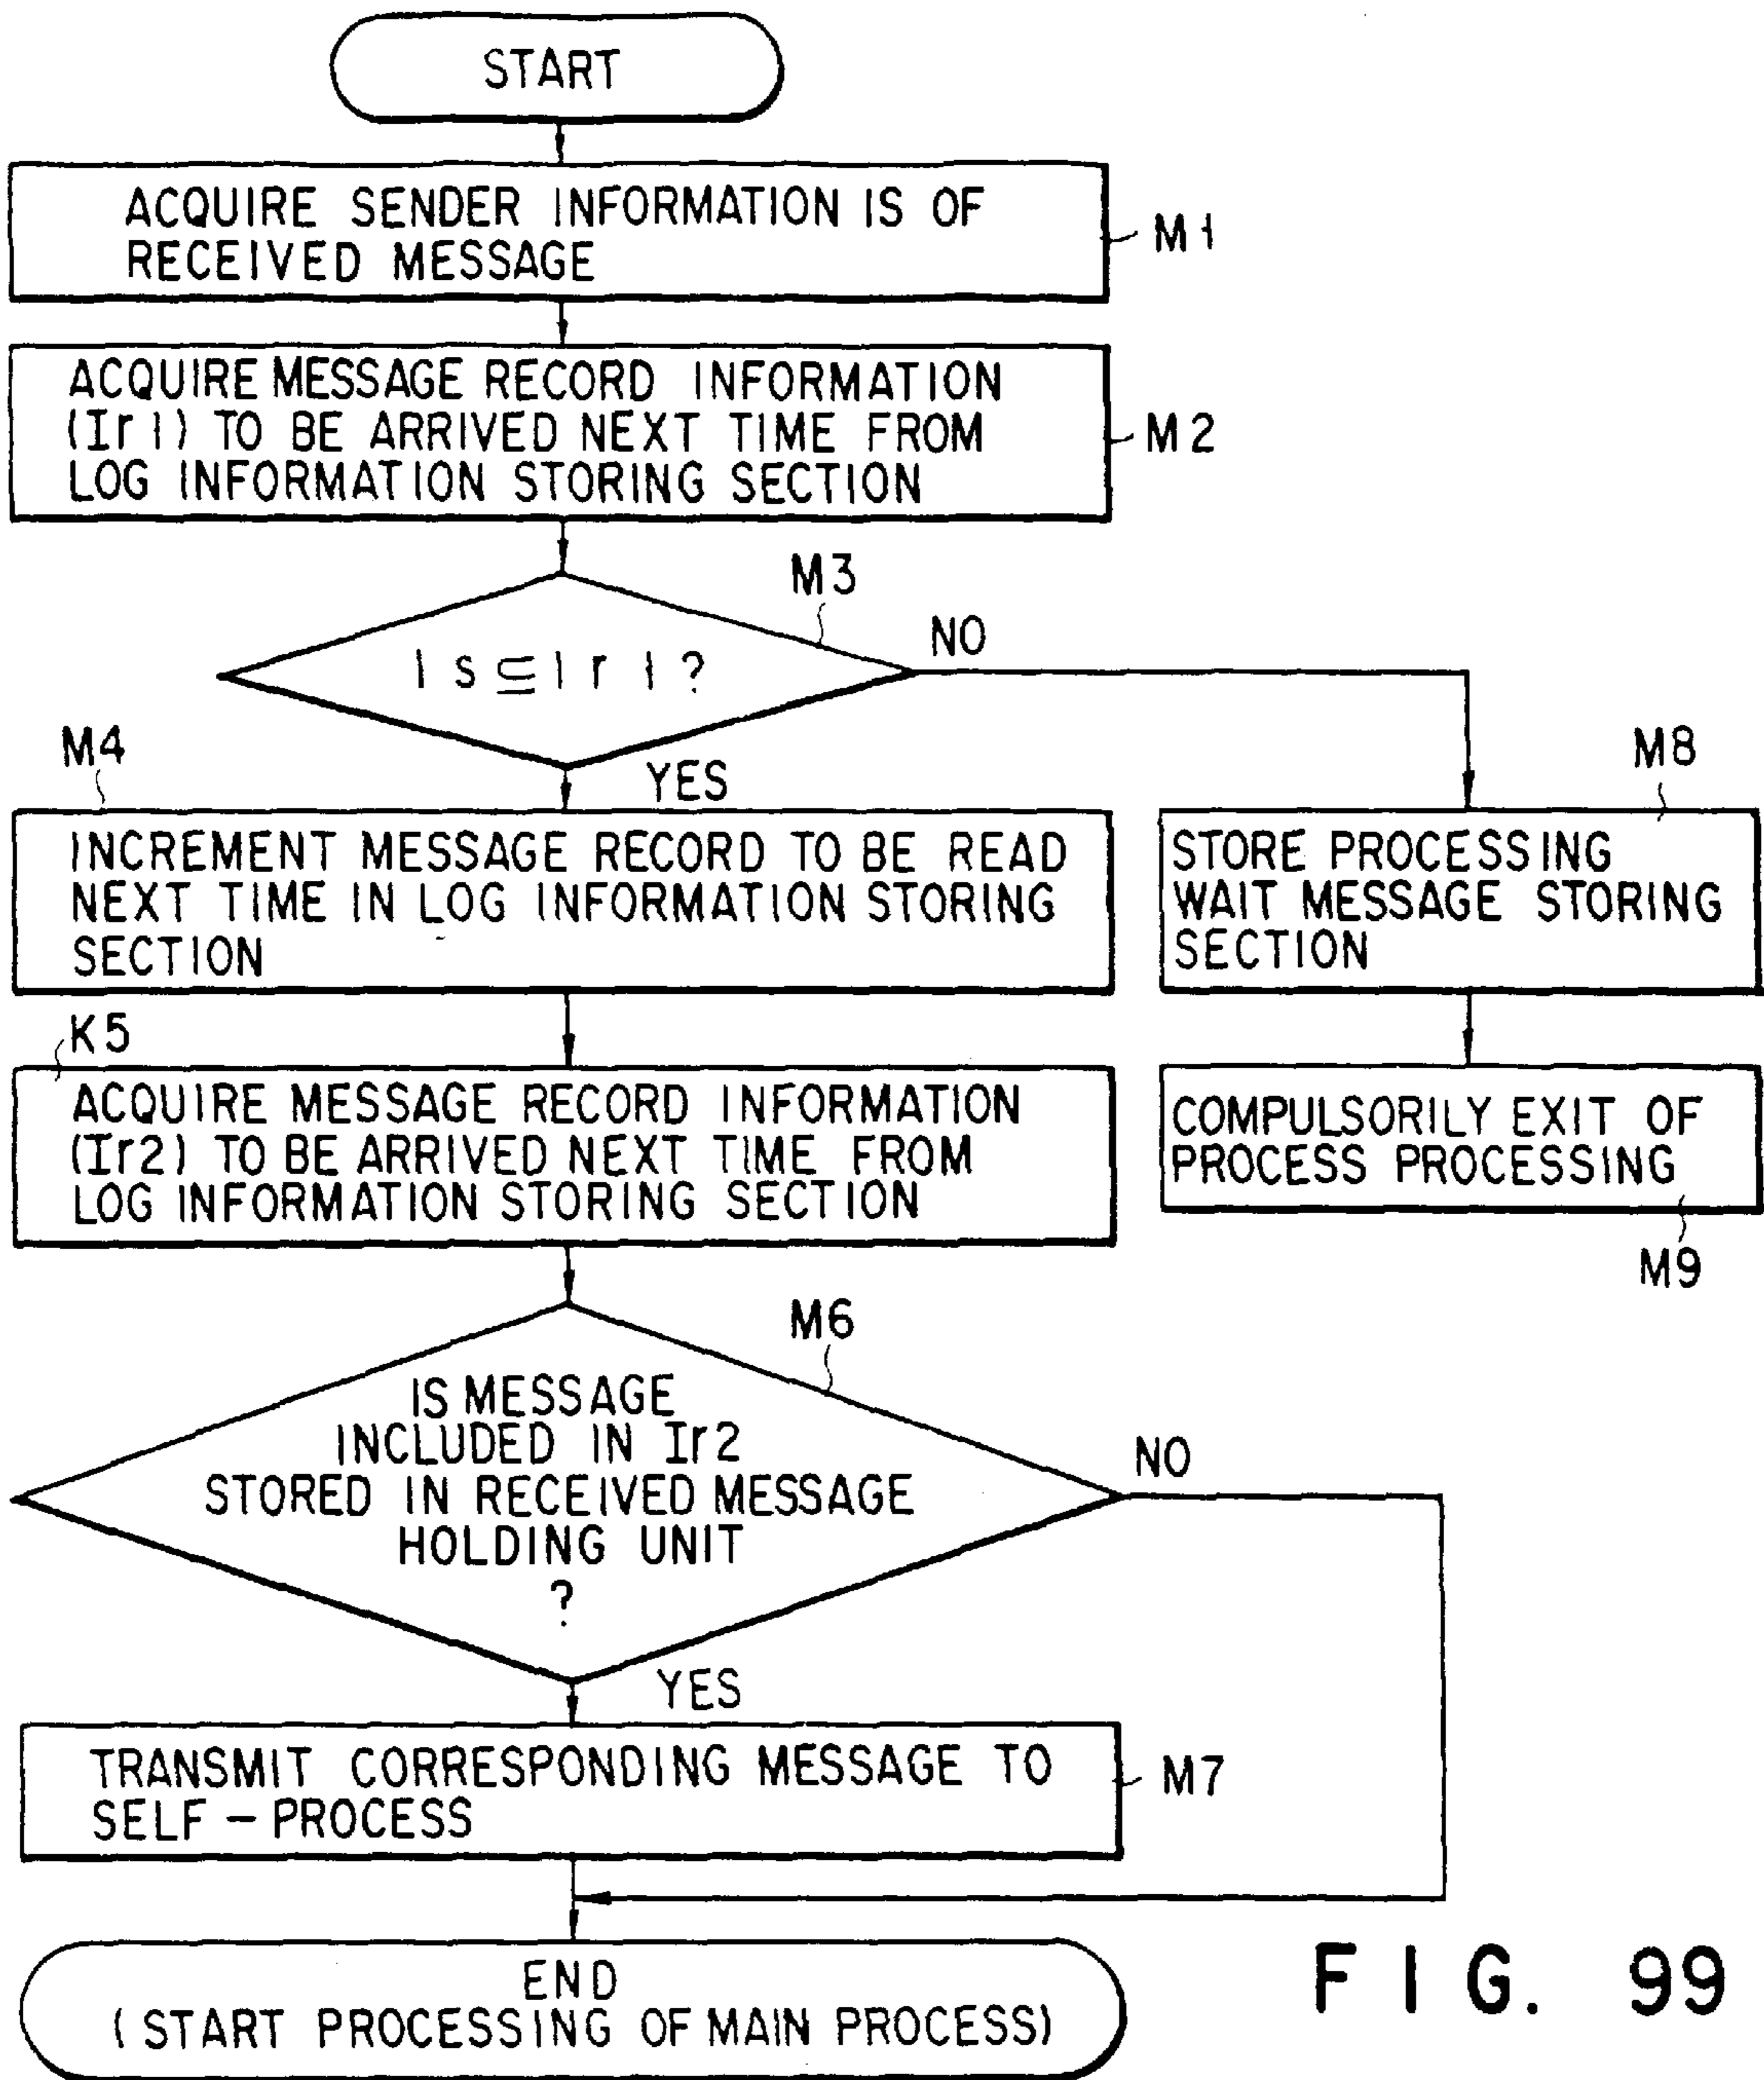 START
ACQUIRE SENDER INFORMATION IS OF
RECEIVED MESSAGE
M1
ACQUIRE MESSAGE RECORD INFORMATION
(Ir1) TO BE ARRIVED NEXT TIME FROM
LOG INFORMATION STORING SECTION
M2
M3
Is⊆Ir1?
NO
YES
M4
INCREMENT MESSAGE RECORD TO BE READ
NEXT TIME IN LOG INFORMATION STORING
SECTION
M8
STORE PROCESSING
WAIT MESSAGE STORING
SECTION
K5
ACQUIRE MESSAGE RECORD INFORMATION
(Ir2) TO BE ARRIVED NEXT TIME FROM
LOG INFORMATION STORING SECTION
COMPULSORILY EXIT OF
PROCESS PROCESSING
M9
M6
IS MESSAGE
INCLUDED IN Ir2
STORED IN RECEIVED MESSAGE
HOLDING UNIT
?
NO
YES
TRANSMIT CORRESPONDING MESSAGE TO
SELF-PROCESS
M7
END
(START PROCESSING OF MAIN PROCESS)
FIG. 99